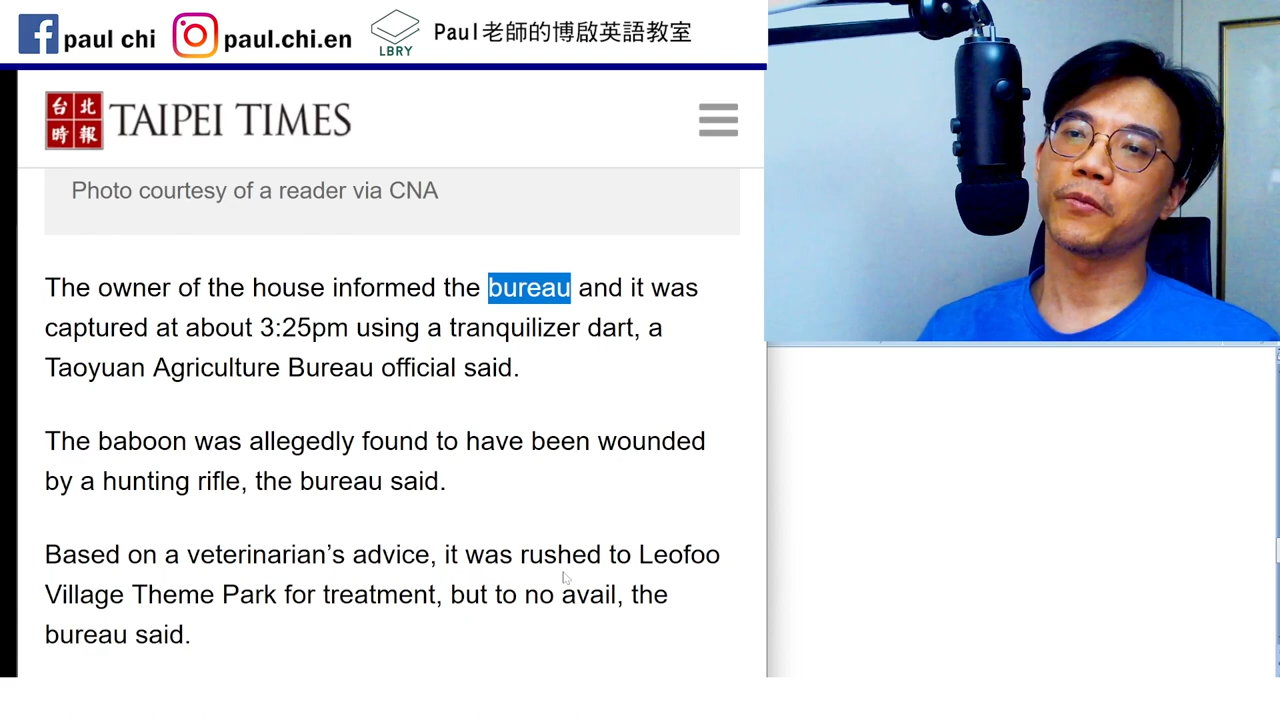 paul chi
paul.chi.en
LBRY
Paul老師的博啟英語教室
台北時報
TAIPEI TIMES
Photo courtesy of a reader via CNA
The owner of the house informed the bureau and it was
captured at about 3:25pm using a tranquilizer dart, a
Taoyuan Agriculture Bureau official said.
The baboon was allegedly found to have been wounded
by a hunting rifle, the bureau said.
Based on a veterinarian’s advice, it was rushed to Leofoo
Village Theme Park for treatment, but to no avail, the
bureau said.